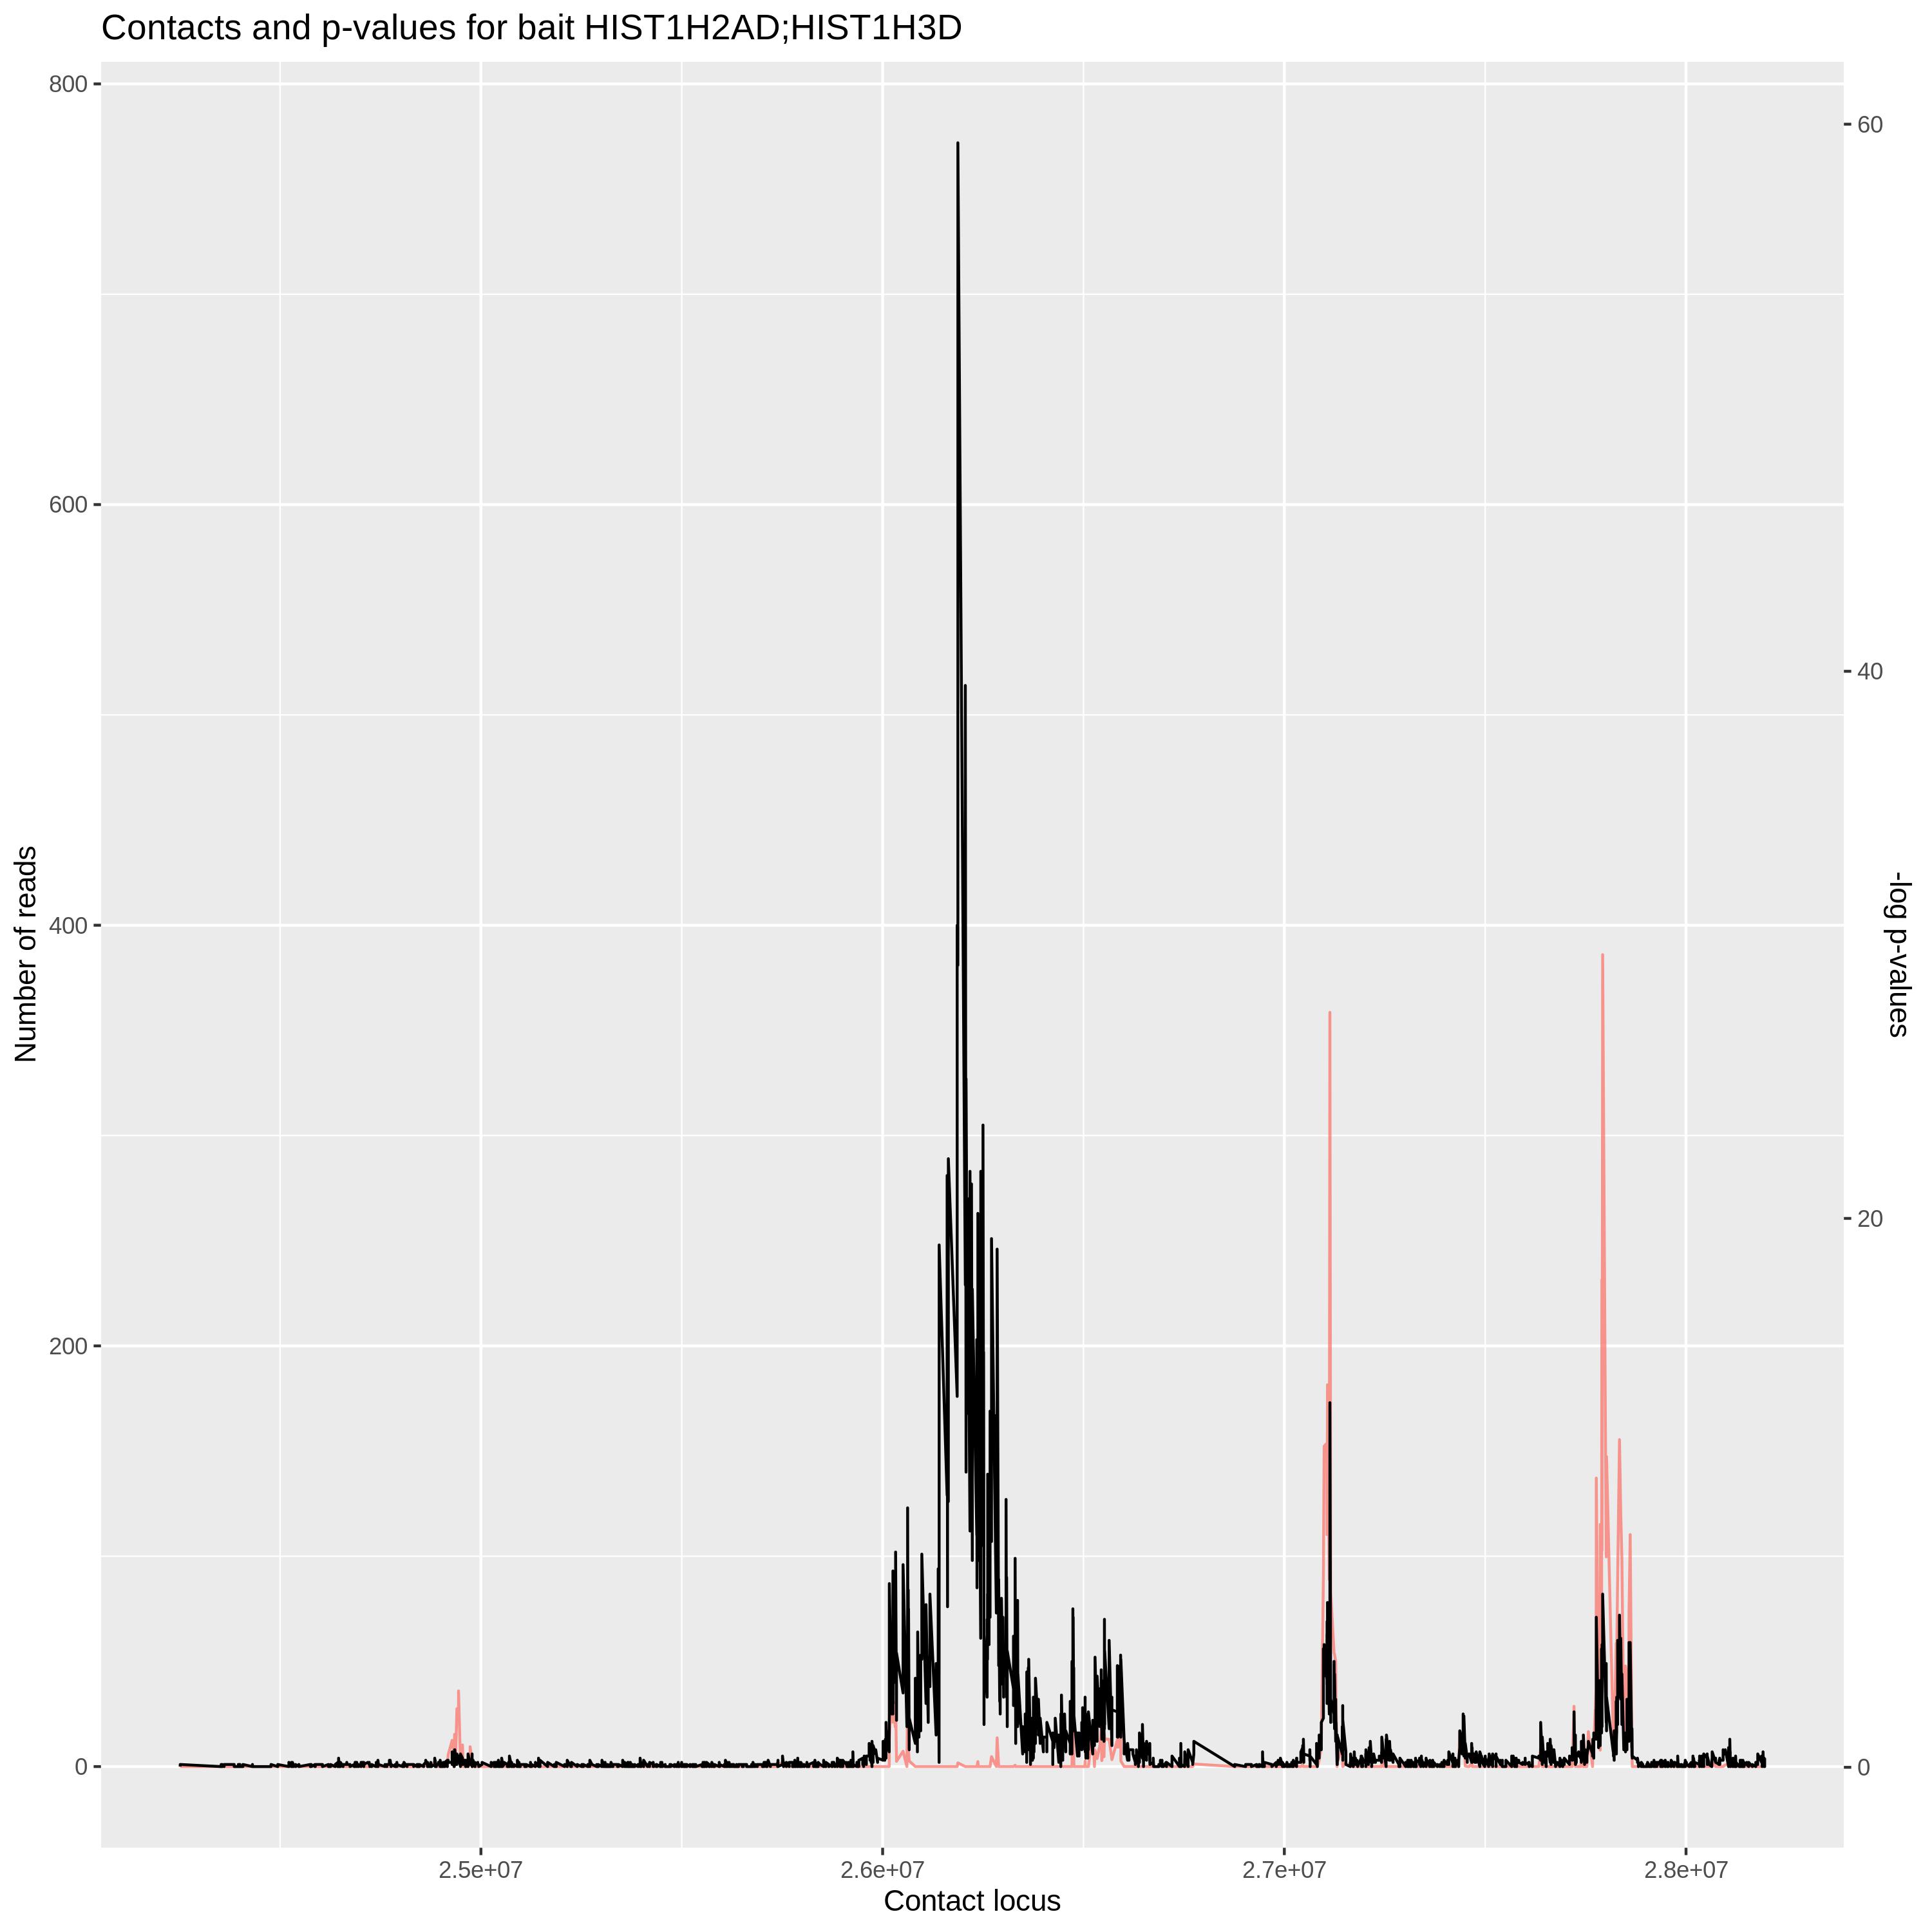 Contacts and p-values for bait HIST1H2AD;HIST1H3D
800
600
400
200
0
Number of reads
60
40
20
0
-log p-values
2.5e+07
2.6e+07
2.7e+07
2.8e+07
Contact locus